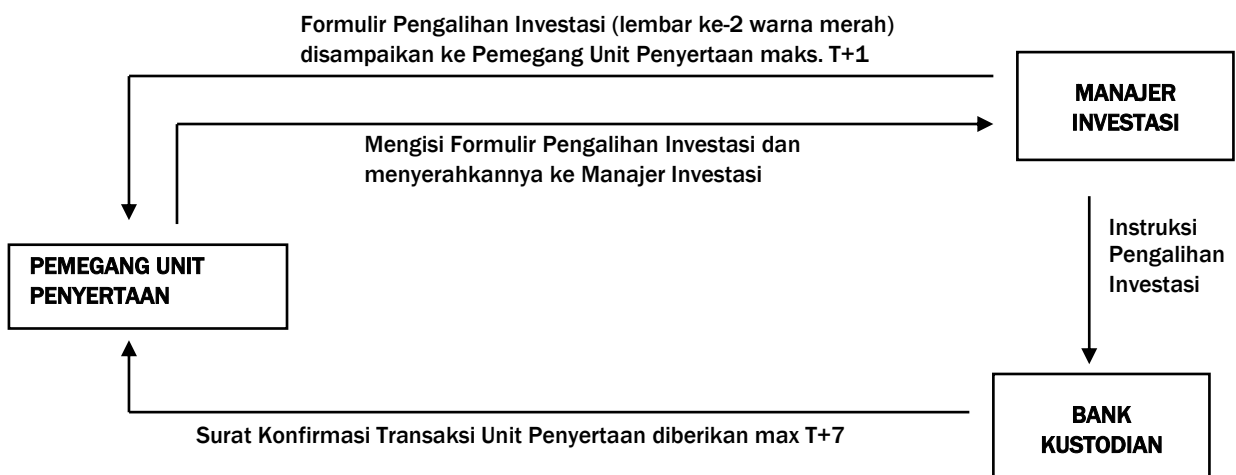 Formulir Pengalihan Investasi (lembar ke-2 warna merah)
disampaikan ke Pemegang Unit Penyertaan maks. T+1
MANAJER
INVESTASI
Mengisi Formulir Pengalihan Investasi dan
menyerahkannya ke Manajer Investasi
Instruksi
Pengalihan
Investasi
PEMEGANG UNIT
PENYERTAAN
BANK
KUSTODIAN
Surat Konfirmasi Transaksi Unit Penyertaan diberikan max T+7